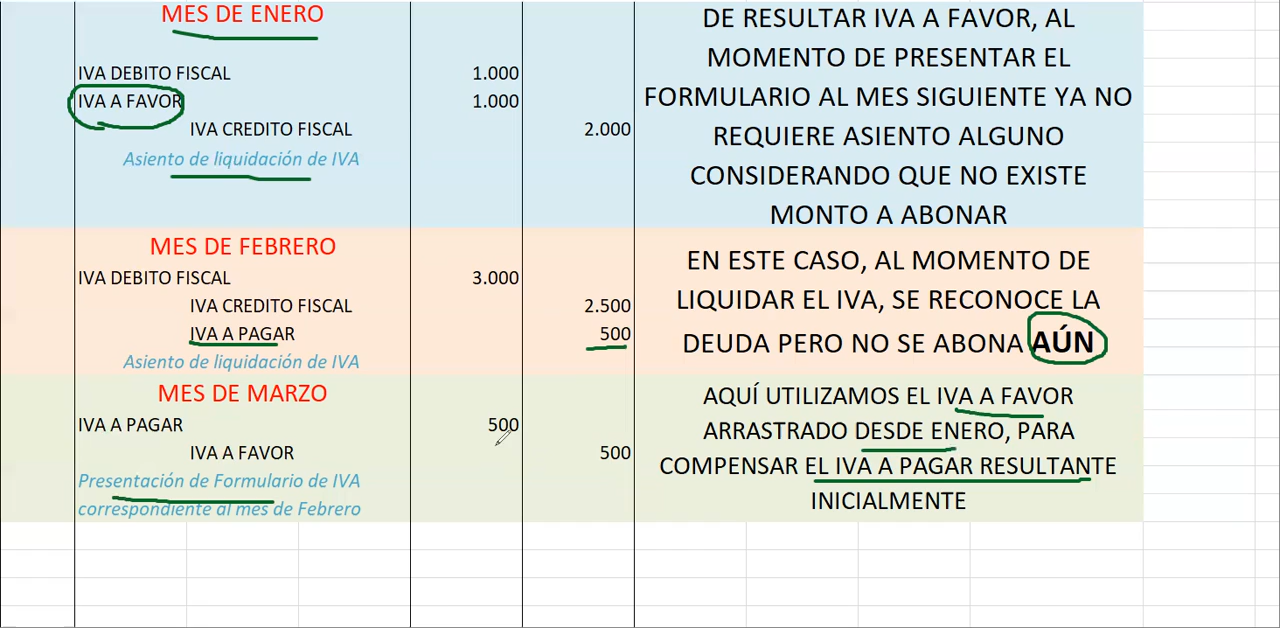 MES DE ENERO
IVA DEBITO FISCAL 1.000
IVA A FAVOR 1.000
IVA CREDITO FISCAL 2.000
Asiento de liquidación de IVA
DE RESULTAR IVA A FAVOR, AL
MOMENTO DE PRESENTAR EL
FORMULARIO AL MES SIGUIENTE YA NO
REQUIERE ASIENTO ALGUNO
CONSIDERANDO QUE NO EXISTE
MONTO A ABONAR
MES DE FEBRERO
IVA DEBITO FISCAL 3.000
IVA CREDITO FISCAL 2.500
IVA A PAGAR 500
Asiento de liquidación de IVA
EN ESTE CASO, AL MOMENTO DE
LIQUIDAR EL IVA, SE RECONOCE LA
DEUDA PERO NO SE ABONA AÚN
MES DE MARZO
IVA A PAGAR 500
IVA A FAVOR 500
Presentación de Formulario de IVA
correspondiente al mes de Febrero
AQUÍ UTILIZAMOS EL IVA A FAVOR
ARRASTRADO DESDE ENERO, PARA
COMPENSAR EL IVA A PAGAR RESULTANTE
INICIALMENTE